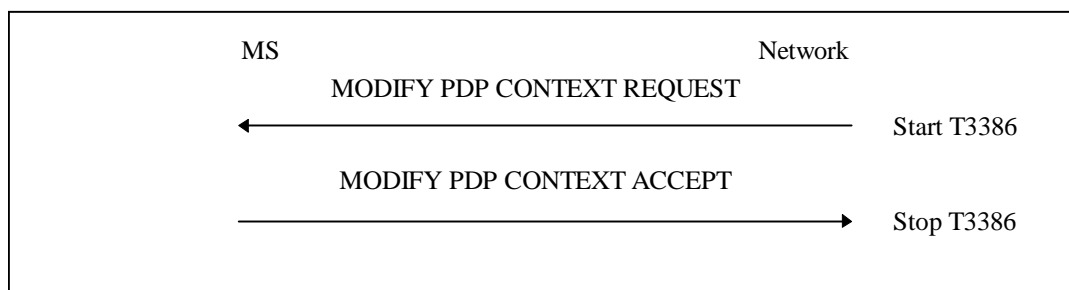 MS Network
MODIFY PDP CONTEXT REQUEST
Start T3386
MODIFY PDP CONTEXT ACCEPT
Stop T3386